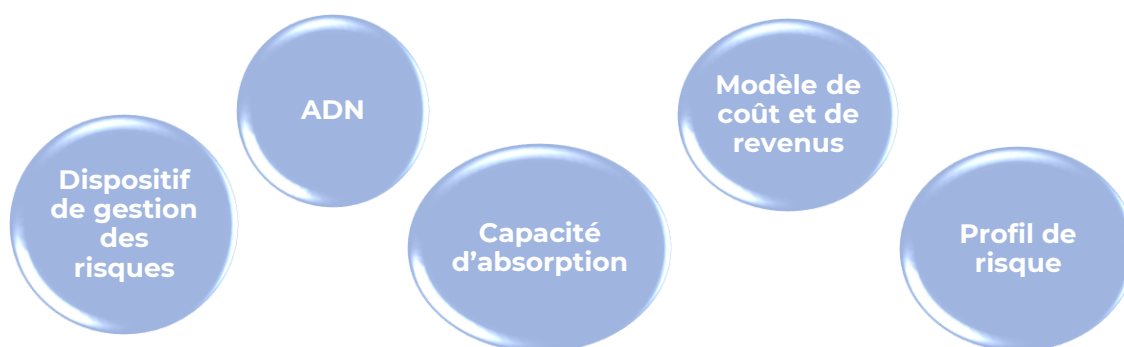 Dispositif
de gestion
des
risques
ADN
Capacité
d’absorption
Modèle de
coût et de
revenus
Profil de
risque